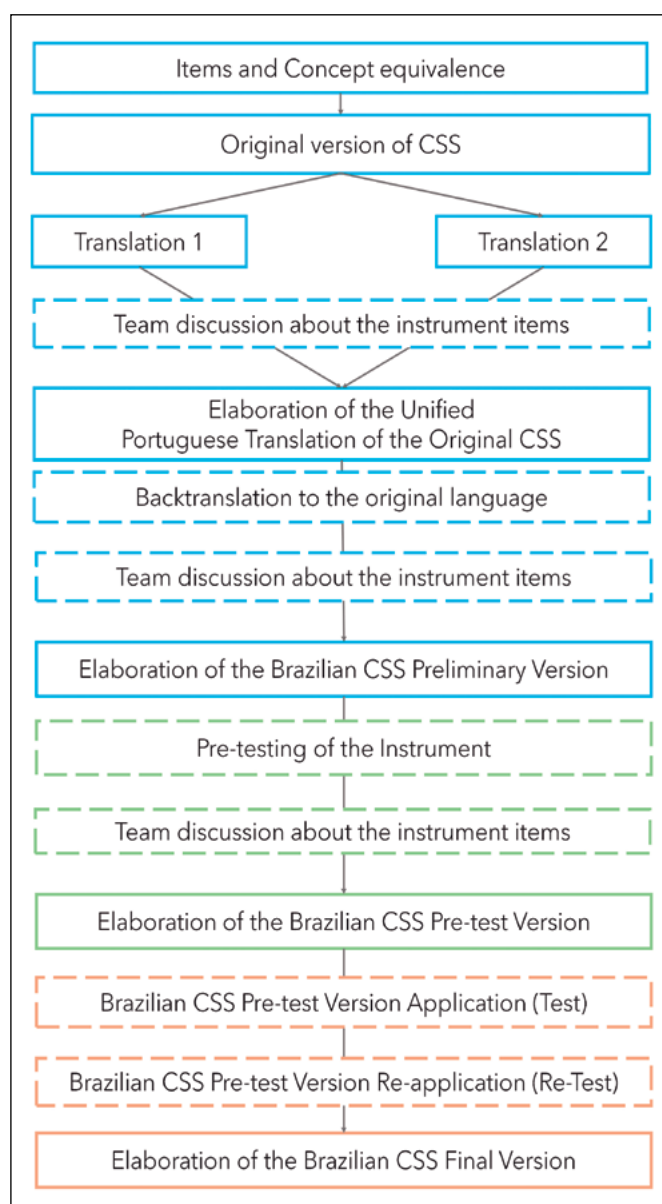 Items and Concept equivalence
Original version of CSS
Translation 1
Translation 2
Team discussion about the instrument items
Elaboration of the Unified
Portuguese Translation of the Original CSS
Backtranslation to the original language
Team discussion about the instrument items
Elaboration of the Brazilian CSS Preliminary Version
Pre-testing of the Instrument
Team discussion about the instrument items
Elaboration of the Brazilian CSS Pre-test Version
Brazilian CSS Pre-test Version Application (Test)
Brazilian CSS Pre-test Version Re-application (Re-Test)
Elaboration of the Brazilian CSS Final Version